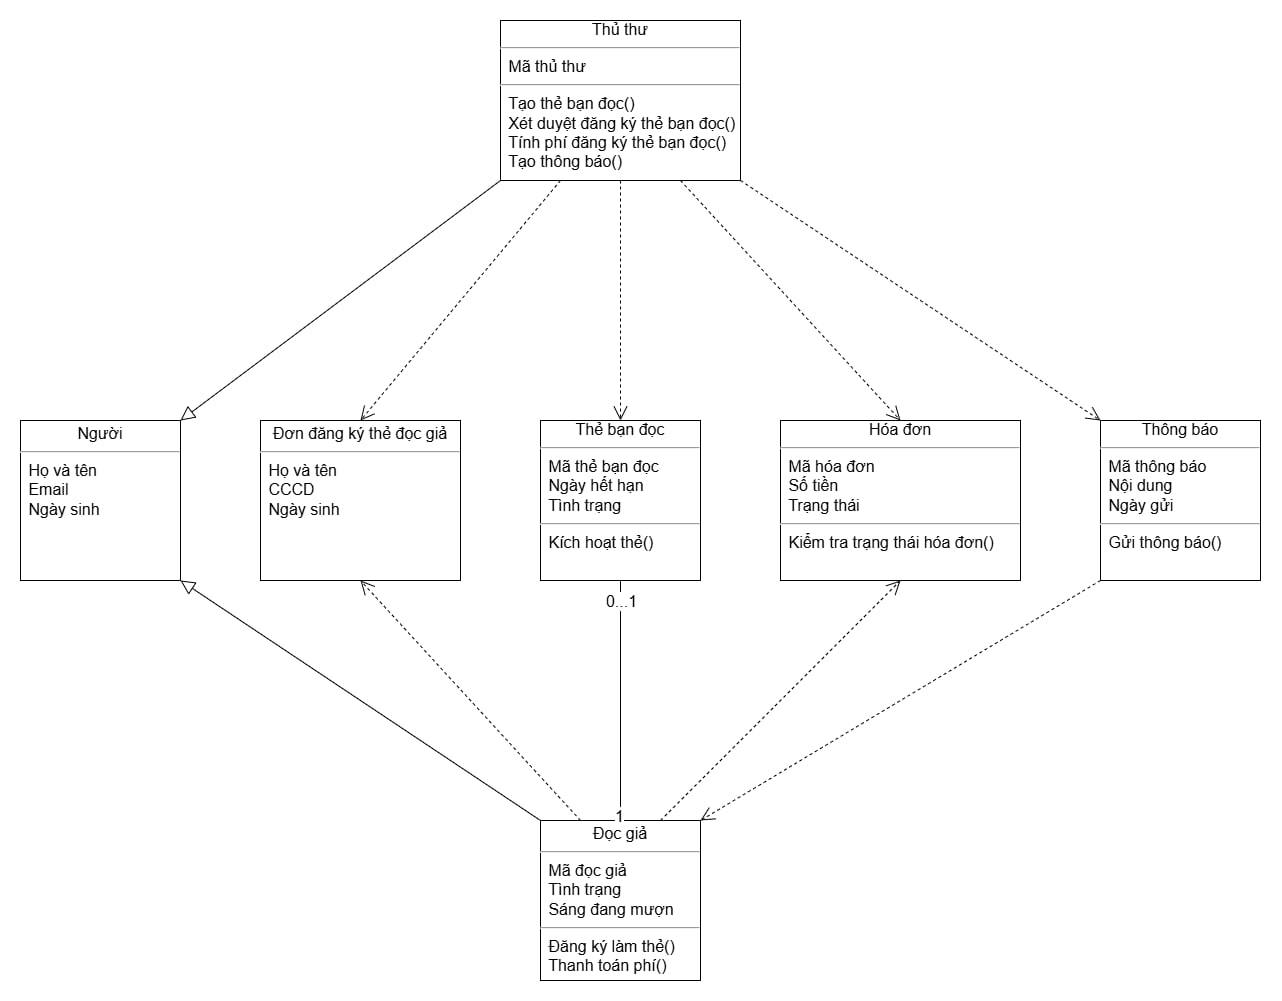 Thủ thư
Mã thủ thư
Tạo thẻ bạn đọc()
Xét duyệt đăng ký thẻ bạn đọc()
Tính phí đăng ký thẻ bạn đọc()
Tạo thông báo()
Người
Họ và tên
Email
Ngày sinh
Đơn đăng ký thẻ đọc giả
Họ và tên
CCCD
Ngày sinh
Thẻ bạn đọc
Mã thẻ bạn đọc
Ngày hết hạn
Tình trạng
Kích hoạt thẻ()
Hóa đơn
Mã hóa đơn
Số tiền
Trạng thái
Kiểm tra trạng thái hóa đơn()
Thông báo
Mã thông báo
Nội dung
Ngày gửi
Gửi thông báo()
0...1
1
Đọc giả
Mã đọc giả
Tình trạng
Sáng đang mượn
Đăng ký làm thẻ()
Thanh toán phí()